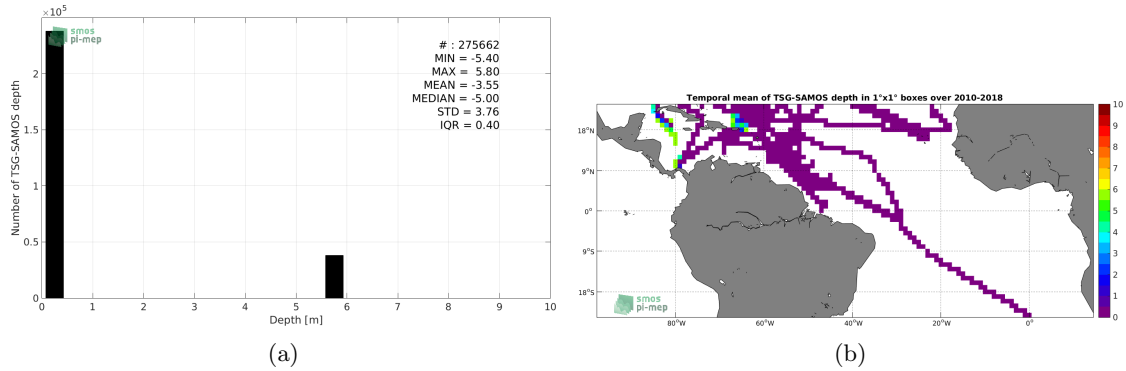 ×10⁵
smos
pi-mep
# : 275662
MIN = -5.40
MAX = 5.80
MEAN = -3.55
MEDIAN = -5.00
STD = 3.76
IQR = 0.40
Number of TSG-SAMOS depth
2
1.5
1
0.5
0
0 1 2 3 4 5 6 7 8 9 10
Depth [m]
(a)
Temporal mean of TSG-SAMOS depth in 1°x1° boxes over 2010-2018
18°N
9°N
0°
9°S
18°S
80°W 60°W 40°W 20°W 0°
smos
pi-mep
10
9
8
7
6
5
4
3
2
1
0
(b)